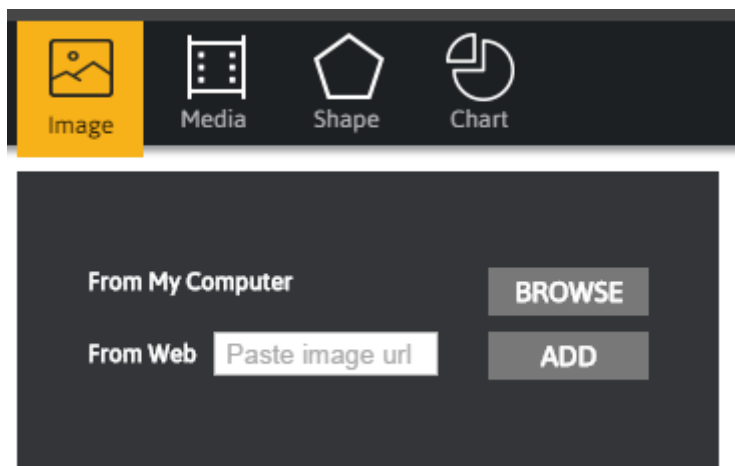 Image Media Shape Chart
From My Computer BROWSE
From Web Paste image url ADD